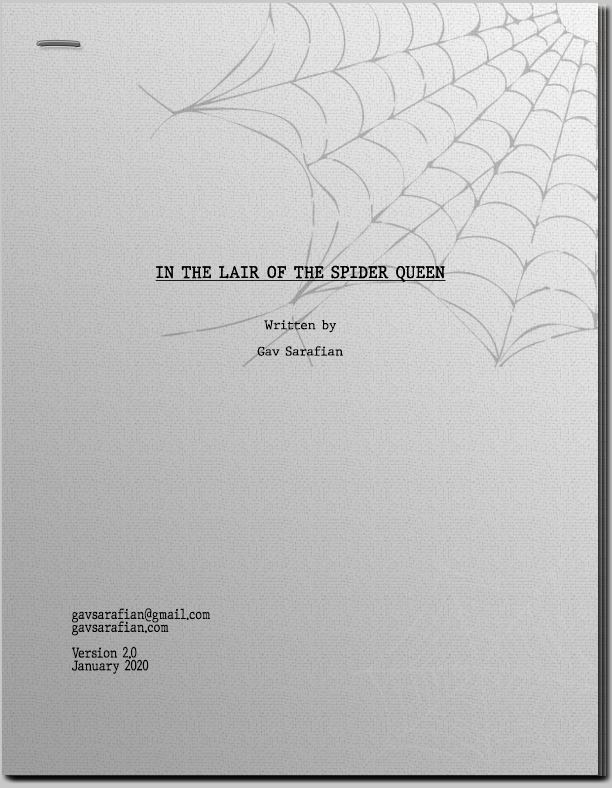 IN THE LAIR OF THE SPIDER QUEEN
Written by
Gav Sarafian
gavsarafian@gmail.com
gavsarafian.com
Version 2.0
January 2020